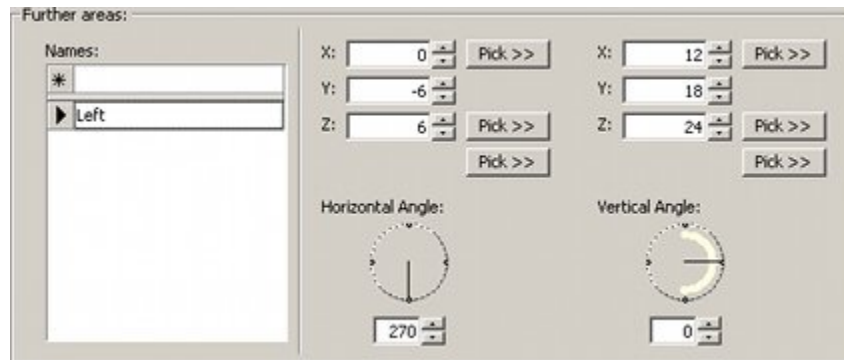 Further areas:
Names:
*
Left
X: 0 Pick >>
Y: -6
Z: 6 Pick >>
Pick >>
X: 12 Pick >>
Y: 18
Z: 24 Pick >>
Pick >>
Horizontal Angle:
270
Vertical Angle:
0